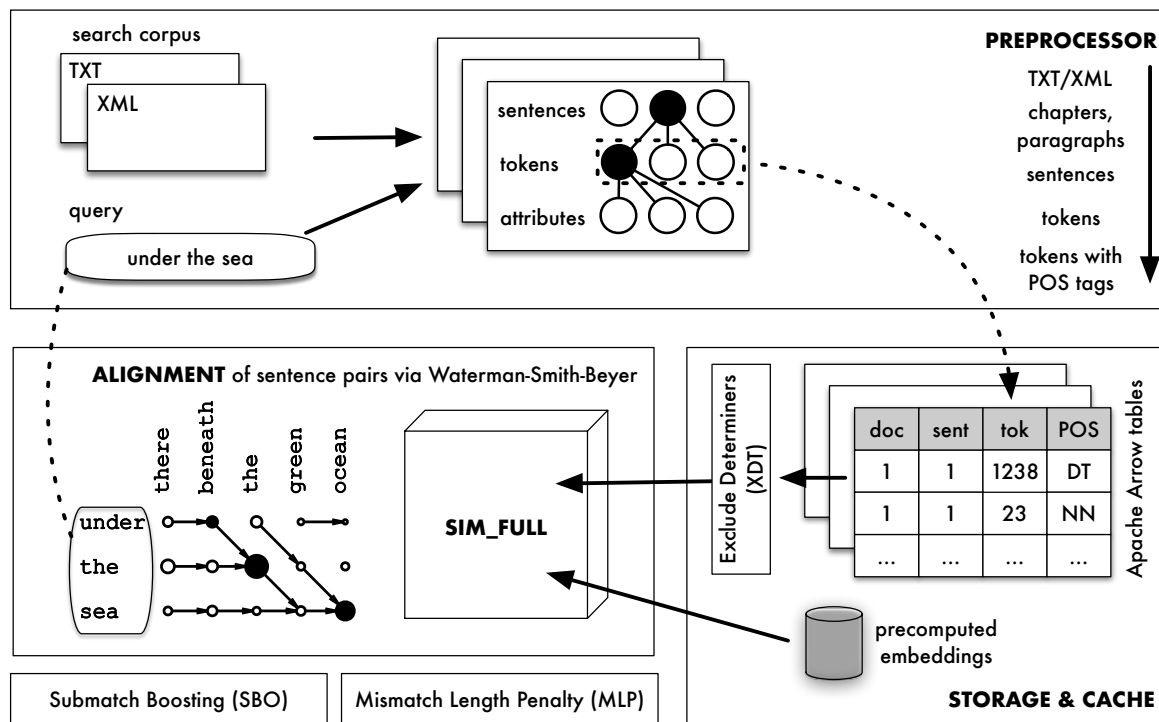 search corpus
TXT
XML
query
under the sea
sentences
tokens
attributes
PREPROCESSOR
TXT/XML
chapters,
paragraphs
sentences
tokens
tokens with
POS tags
ALIGNMENT of sentence pairs via Waterman-Smith-Beyer
there
beneath
the
green
ocean
under
the
sea
SIM_FULL
Submatch Boosting (SBO)
Mismatch Length Penalty (MLP)
Exclude Determiners
(XDT)
doc sent tok POS
1 1 1238 DT
1 1 23 NN
... ... ... ...
Apache Arrow tables
precomputed
embeddings
STORAGE & CACHE